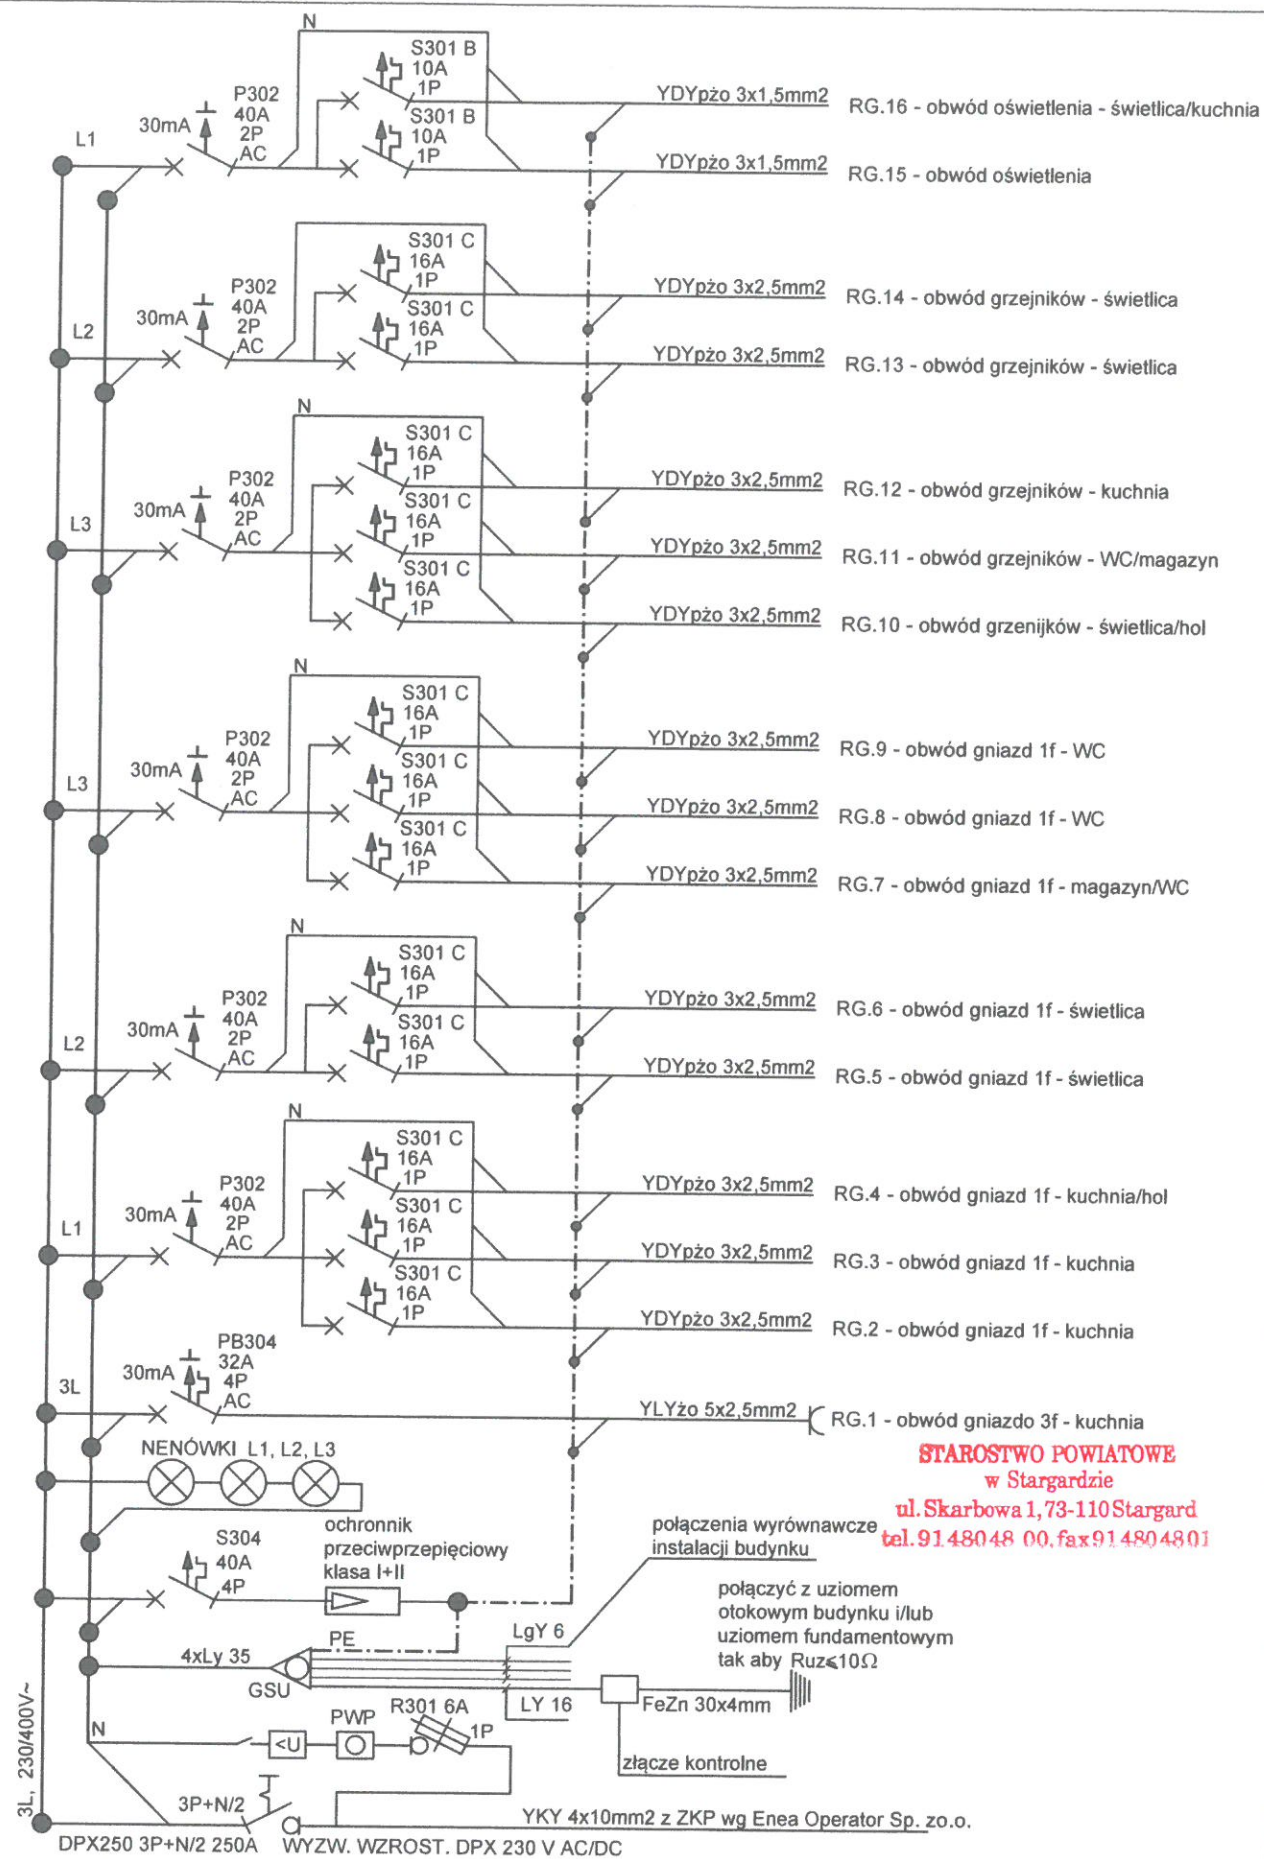 N
S301 B
10A
1P
P302
40A
2P
AC
30mA
L1
YDYpżo 3x1,5mm2
RG.16 - obwód oświetlenia - świetlica/kuchnia
S301 B
10A
1P
YDYpżo 3x1,5mm2
RG.15 - obwód oświetlenia
S301 C
16A
1P
P302
40A
2P
AC
30mA
L2
YDYpżo 3x2,5mm2
RG.14 - obwód grzejników - świetlica
S301 C
16A
1P
YDYpżo 3x2,5mm2
RG.13 - obwód grzejników - świetlica
N
S301 C
16A
1P
P302
40A
2P
AC
30mA
L3
YDYpżo 3x2,5mm2
RG.12 - obwód grzejników - kuchnia
S301 C
16A
1P
YDYpżo 3x2,5mm2
RG.11 - obwód grzejników - WC/magazyn
S301 C
16A
1P
YDYpżo 3x2,5mm2
RG.10 - obwód grzenijków - świetlica/hol
N
S301 C
16A
1P
P302
40A
2P
AC
30mA
L3
YDYpżo 3x2,5mm2
RG.9 - obwód gniazd 1f - WC
S301 C
16A
1P
YDYpżo 3x2,5mm2
RG.8 - obwód gniazd 1f - WC
S301 C
16A
1P
YDYpżo 3x2,5mm2
RG.7 - obwód gniazd 1f - magazyn/WC
N
S301 C
16A
1P
P302
40A
2P
AC
30mA
L2
YDYpżo 3x2,5mm2
RG.6 - obwód gniazd 1f - świetlica
S301 C
16A
1P
YDYpżo 3x2,5mm2
RG.5 - obwód gniazd 1f - świetlica
N
S301 C
16A
1P
P302
40A
2P
AC
30mA
L1
YDYpżo 3x2,5mm2
RG.4 - obwód gniazd 1f - kuchnia/hol
S301 C
16A
1P
YDYpżo 3x2,5mm2
RG.3 - obwód gniazd 1f - kuchnia
S301 C
16A
1P
YDYpżo 3x2,5mm2
RG.2 - obwód gniazd 1f - kuchnia
PB304
32A
4P
AC
30mA
3L
YLYżo 5x2,5mm2
RG.1 - obwód gniazdo 3f - kuchnia
STAROSTWO POWIATOWE
w Stargardzie
ul. Skarbowa 1, 73-110 Stargard
tel. 91 48 048 00, fax 91 48 048 01
NENÓWKI L1, L2, L3
S304
40A
4P
ochronnik
przeciwprzepięciowy
klasa I+II
połączenia wyrównawcze
instalacji budynku
połączyć z uziomem
otokowym budynku i/lub
uziomem fundamentowym
tak aby Ruz≤10Ω
PE
LgY 6
4xLy 35
GSU
LY 16
FeZn 30x4mm
złącze kontrolne
3L, 230/400V~
N
<U
PWP
R301 6A
1P
3P+N/2
YKY 4x10mm2 z ZKP wg Enea Operator Sp. zo.o.
DPX250 3P+N/2 250A
WYZW. WZROST. DPX 230 V AC/DC